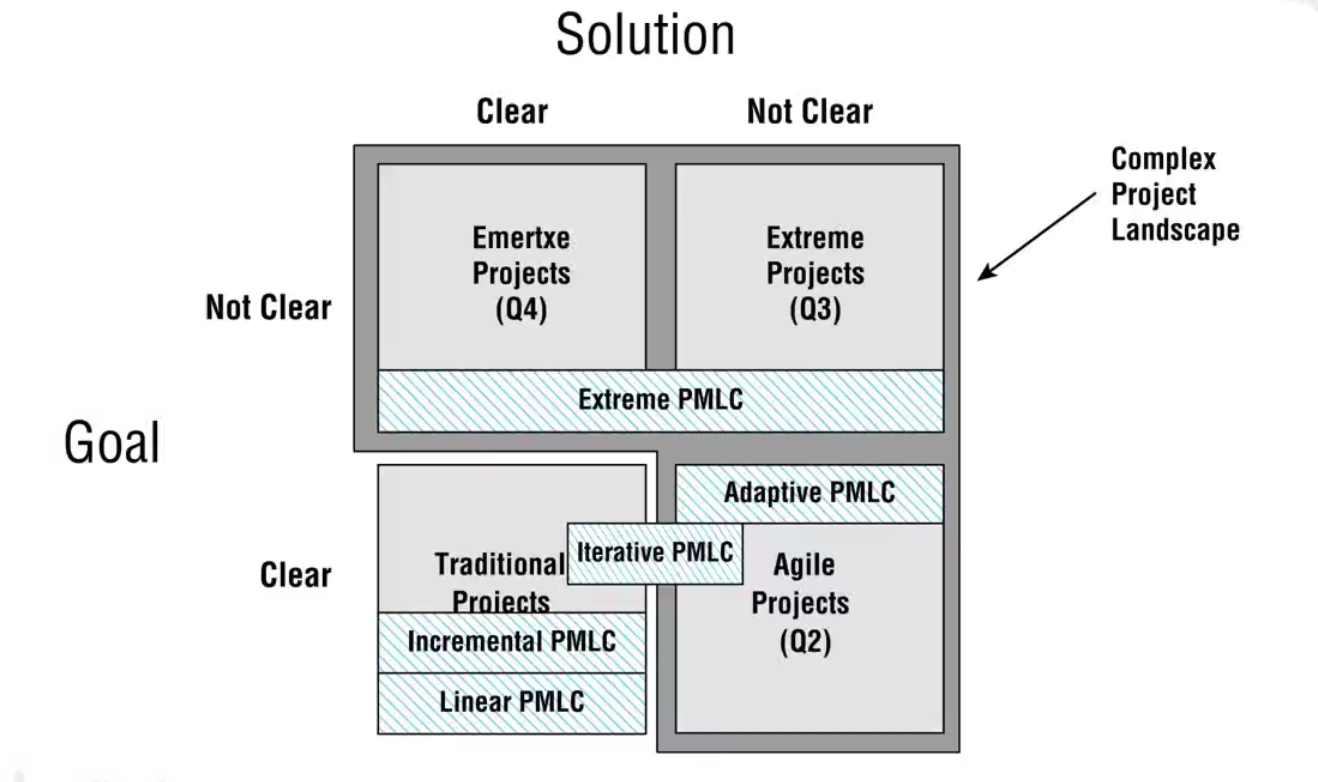 Solution
Clear
Not Clear
Complex
Project
Landscape
Emertxe
Projects
(Q4)
Extreme
Projects
(Q3)
Not Clear
Extreme PMLC
Goal
Adaptive PMLC
Iterative PMLC
Clear
Traditional
Projects
Agile
Projects
(Q2)
Incremental PMLC
Linear PMLC